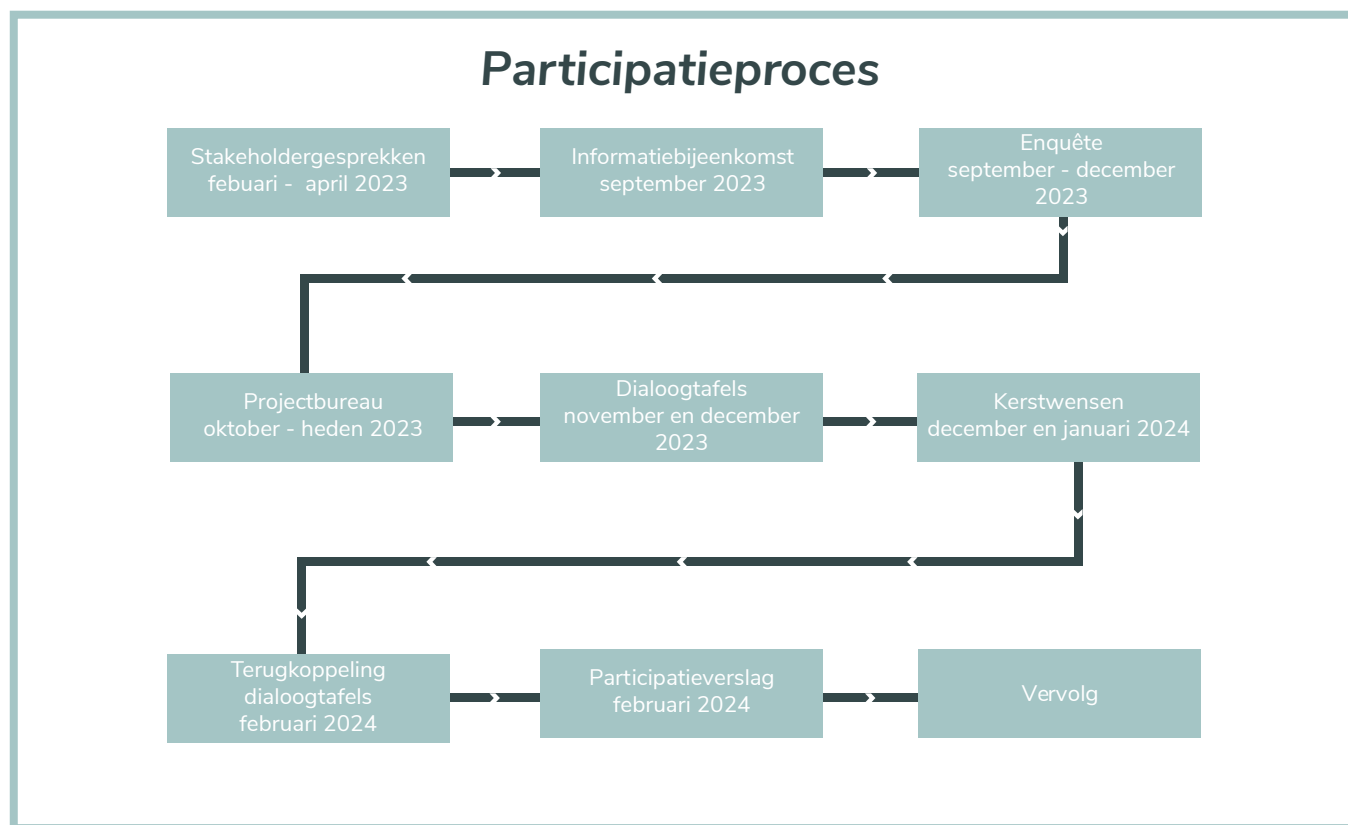 Participatieproces
Stakeholdergesprekken
febuari -  april 2023
Informatiebijeenkomst
september 2023
Enquête
september - december
2023
Projectbureau
oktober - heden 2023
Dialoogtafels
november en december
2023
Kerstwensen
december en januari 2024
Terugkoppeling
dialoogtafels
februari 2024
Participatieverslag
februari 2024
Vervolg